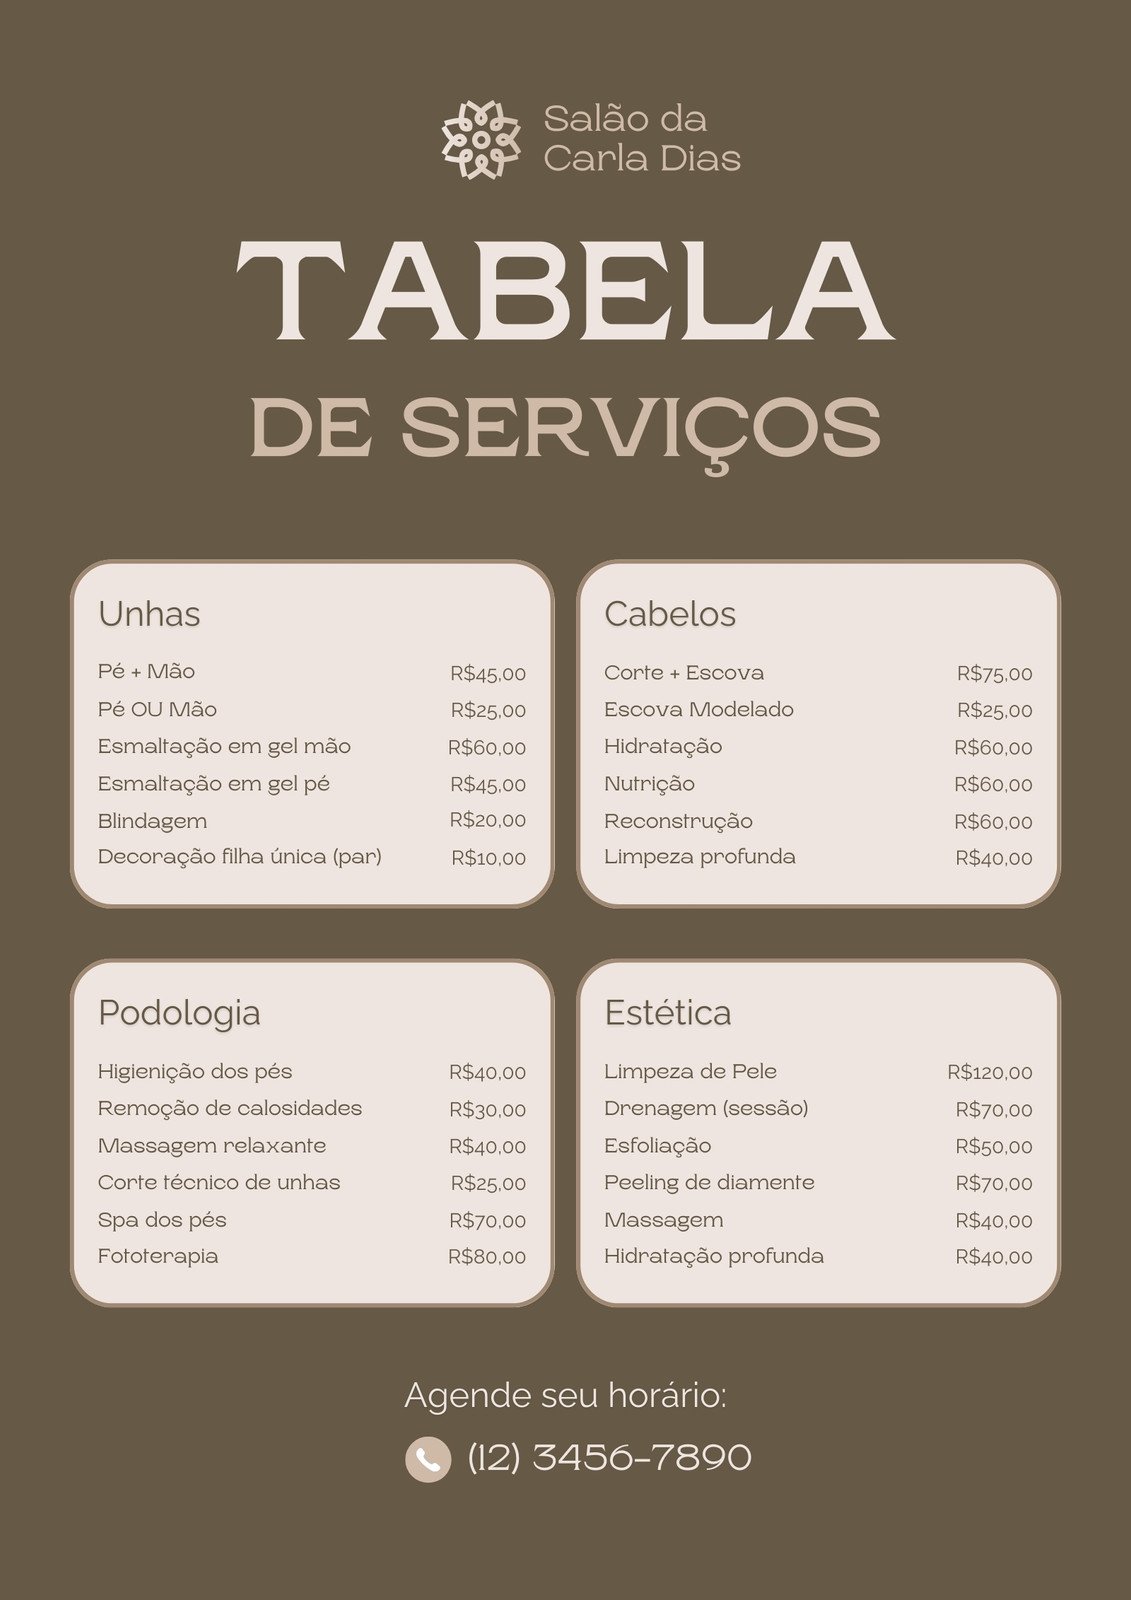 Salão da
Carla Dias
TABELA
DE SERVIÇOS
Unhas
Pé + Mão R$45,00
Pé OU Mão R$25,00
Esmaltação em gel mão R$60,00
Esmaltação em gel pé R$45,00
Blindagem R$20,00
Decoração filha única (par) R$10,00
Cabelos
Corte + Escova R$75,00
Escova Modelado R$25,00
Hidratação R$60,00
Nutrição R$60,00
Reconstrução R$60,00
Limpeza profunda R$40,00
Podologia
Higienição dos pés R$40,00
Remoção de calosidades R$30,00
Massagem relaxante R$40,00
Corte técnico de unhas R$25,00
Spa dos pés R$70,00
Fototerapia R$80,00
Estética
Limpeza de Pele R$120,00
Drenagem (sessão) R$70,00
Esfoliação R$50,00
Peeling de diamente R$70,00
Massagem R$40,00
Hidratação profunda R$40,00
Agende seu horário:
(12) 3456-7890